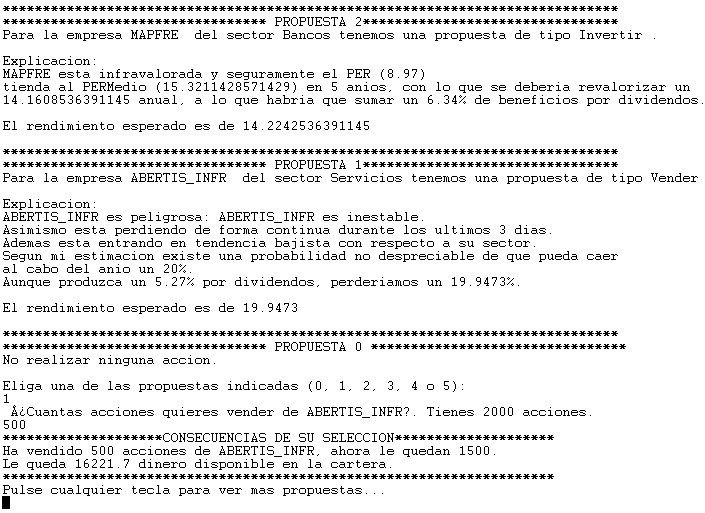 *****************************************************************************
********************************* PROPUESTA 2********************************
Para la empresa MAPFRE  del sector Bancos tenemos una propuesta de tipo Invertir .
Explicacion:
MAPFRE esta infravalorada y seguramente el PER (8.97)
tienda al PERMedio (15.3211428571429) en 5 anios, con lo que se deberia revalorizar un
14.1608536391145 anual, a lo que habria que sumar un 6.34% de beneficios por dividendos.
El rendimiento esperado es de 14.2242536391145
*****************************************************************************
********************************* PROPUESTA 1********************************
Para la empresa ABERTIS_INFR  del sector Servicios tenemos una propuesta de tipo Vender
Explicacion:
ABERTIS_INFR es peligrosa: ABERTIS_INFR es inestable.
Asimismo esta perdiendo de forma continua durante los ultimos 3 dias.
Ademas esta entrando en tendencia bajista con respecto a su sector.
Segun mi estimacion existe una probabilidad no despreciable de que pueda caer
al cabo del anio un 20%.
Aunque produzca un 5.27% por dividendos, perderiamos un 19.9473%.
El rendimiento esperado es de 19.9473
*****************************************************************************
********************************* PROPUESTA 0 ********************************
No realizar ninguna accion.
Eliga una de las propuestas indicadas (0, 1, 2, 3, 4 o 5):
1
Â¿Cuantas acciones quieres vender de ABERTIS_INFR?. Tienes 2000 acciones.
500
********************CONSECUENCIAS DE SU SELECCION********************
Ha vendido 500 acciones de ABERTIS_INFR, ahora le quedan 1500.
Le queda 16221.7 dinero disponible en la cartera.
*********************************************************************
Pulse cualquier tecla para ver mas propuestas...